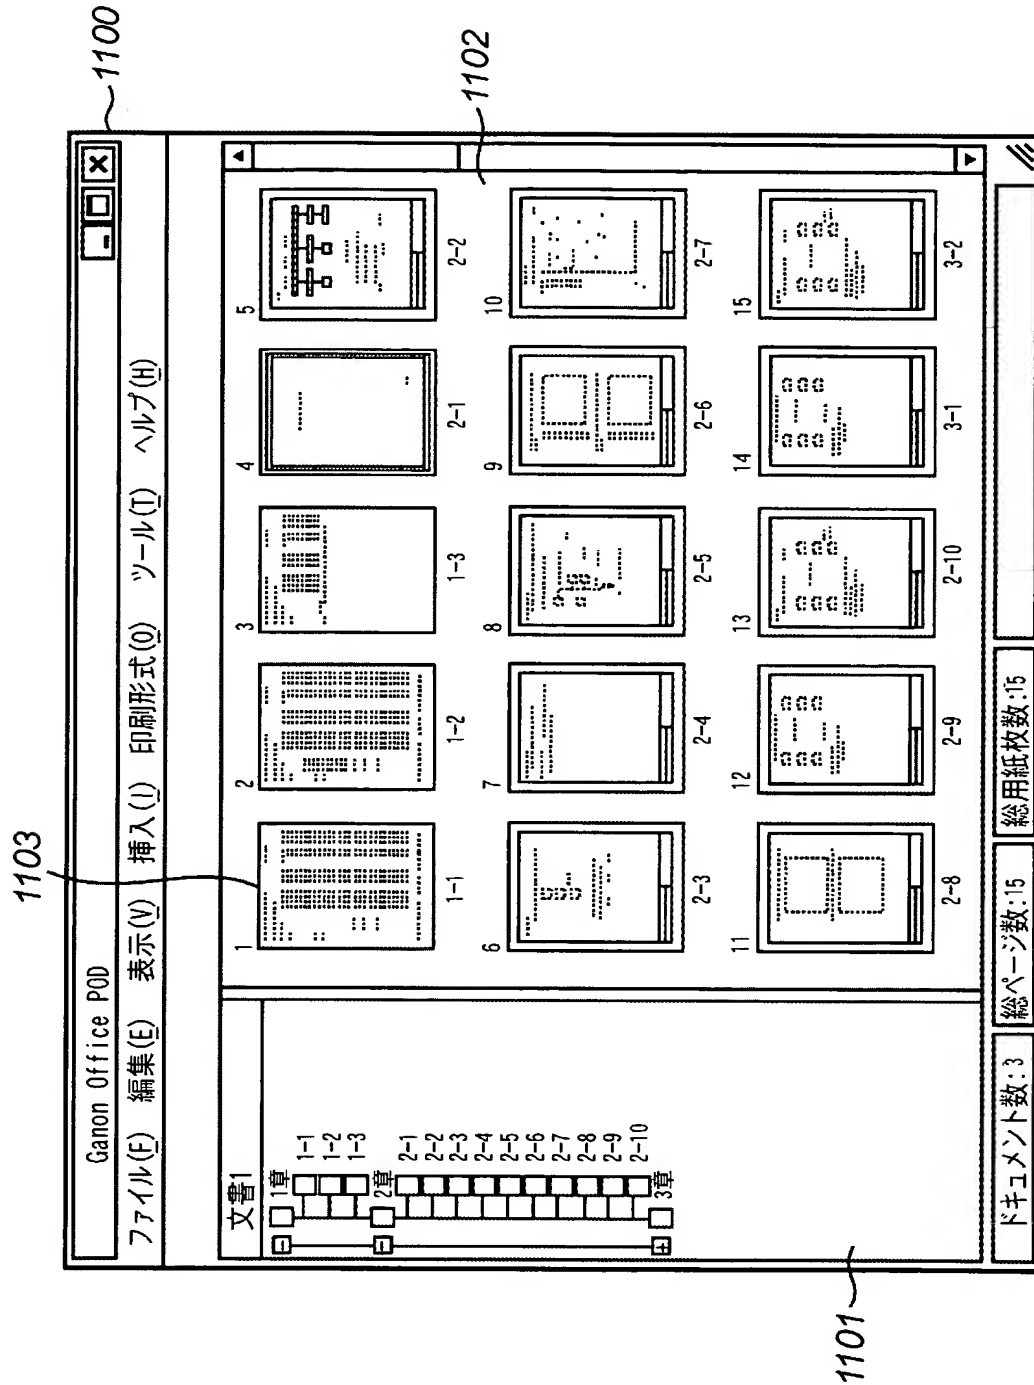 1100
Ganon Office POD
ファイル(F) 編集(E) 表示(V) 挿入(I) 印刷形式(O) ツール(T) ヘルプ(H)
1103
1102
文書1
1章
1-1
1-2
1-3
2章
2-1
2-2
2-3
2-4
2-5
2-6
2-7
2-8
2-9
2-10
3章
1101
1 2 3 4 5
1-1 1-2 1-3 2-1 2-2
6 7 8 9 10
2-3 2-4 2-5 2-6 2-7
11 12 13 14 15
2-8 2-9 2-10 3-1 3-2
ドキュメント数:3 総ページ数:15 総用紙枚数:15